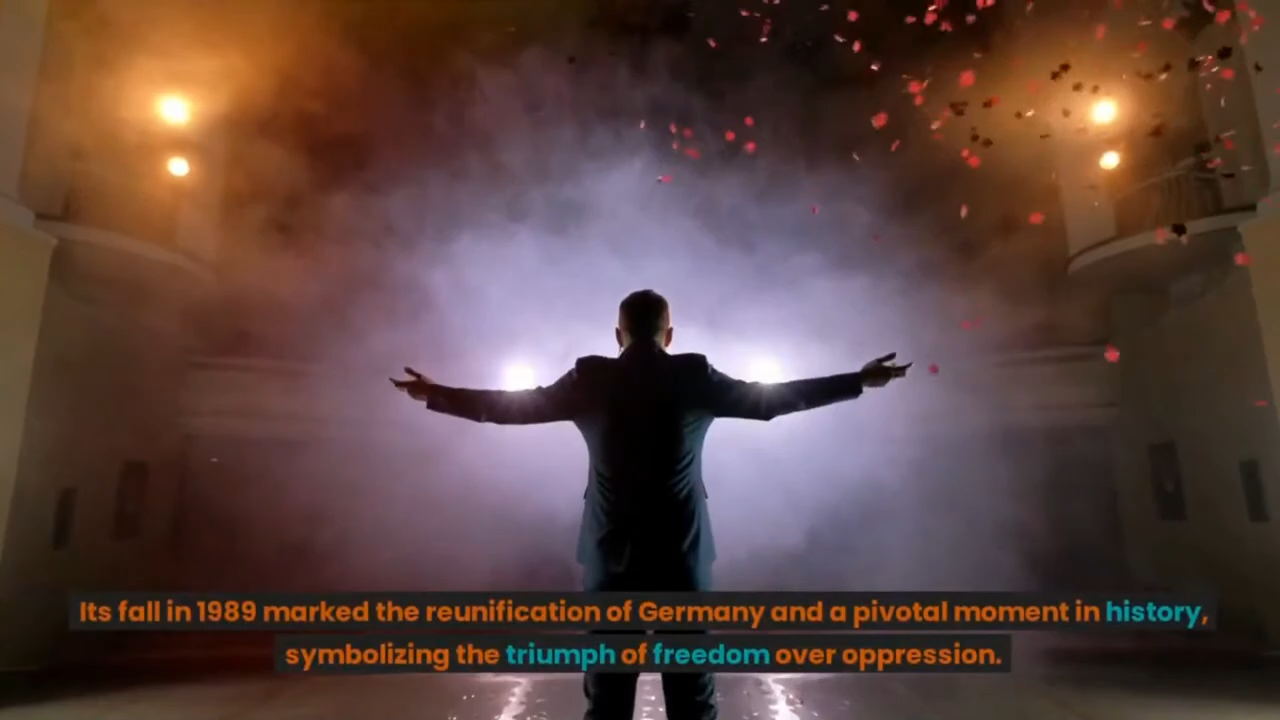 Its fall in 1989 marked the reunification of Germany and a pivotal moment in history,
symbolizing the triumph of freedom over oppression.